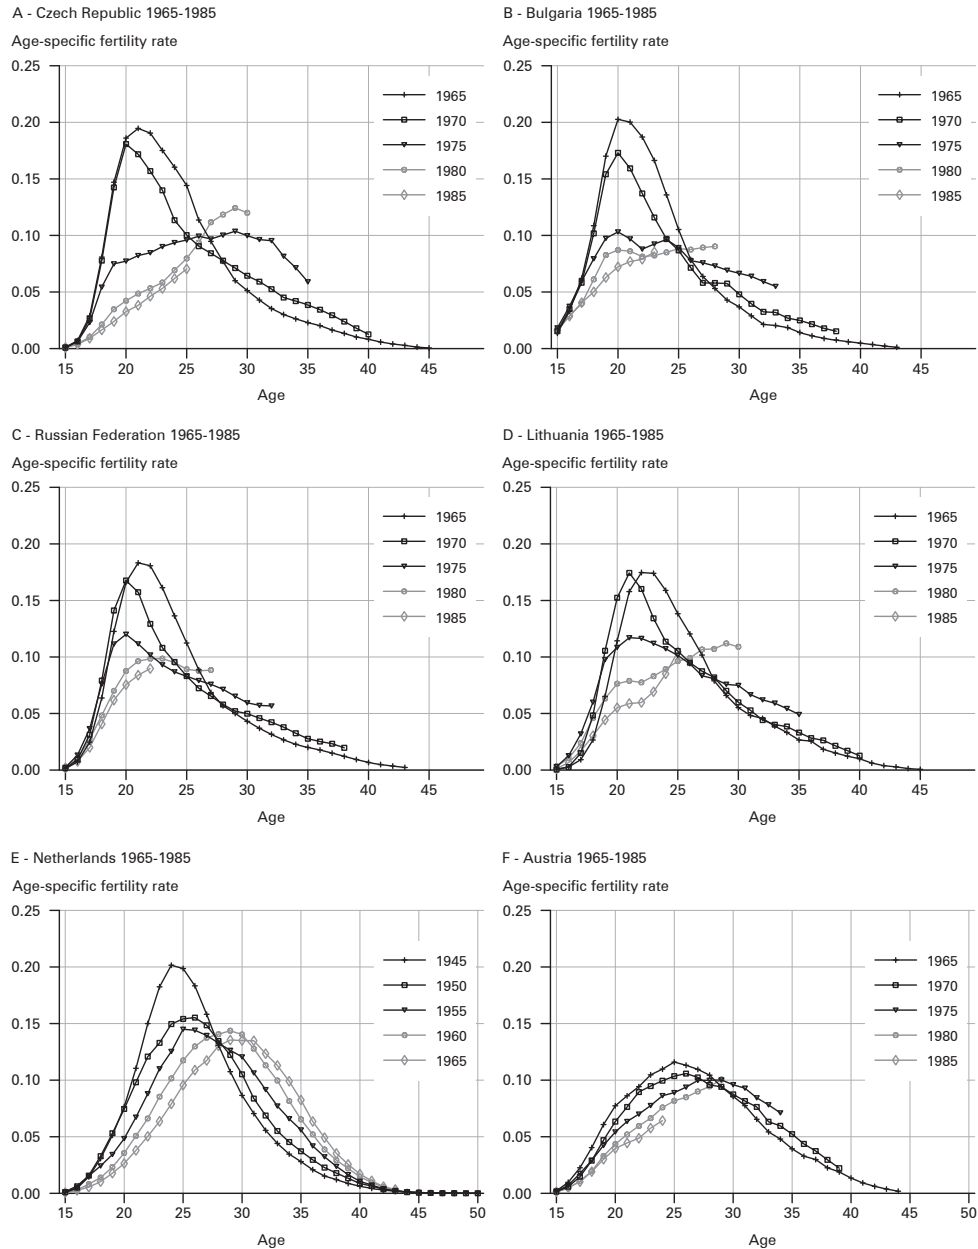 A - Czech Republic 1965-1985
Age-specific fertility rate
0.25
0.20
0.15
0.10
0.05
0.00
1965
1970
1975
1980
1985
15 20 25 30 35 40 45
Age
B - Bulgaria 1965-1985
Age-specific fertility rate
0.25
0.20
0.15
0.10
0.05
0.00
1965
1970
1975
1980
1985
15 20 25 30 35 40 45
Age
C - Russian Federation 1965-1985
Age-specific fertility rate
0.25
0.20
0.15
0.10
0.05
0.00
1965
1970
1975
1980
1985
15 20 25 30 35 40 45
Age
D - Lithuania 1965-1985
Age-specific fertility rate
0.25
0.20
0.15
0.10
0.05
0.00
1965
1970
1975
1980
1985
15 20 25 30 35 40 45
Age
E - Netherlands 1965-1985
Age-specific fertility rate
0.25
0.20
0.15
0.10
0.05
0.00
1945
1950
1955
1960
1965
15 20 25 30 35 40 45 50
Age
F - Austria 1965-1985
Age-specific fertility rate
0.25
0.20
0.15
0.10
0.05
0.00
1965
1970
1975
1980
1985
15 20 25 30 35 40 45 50
Age